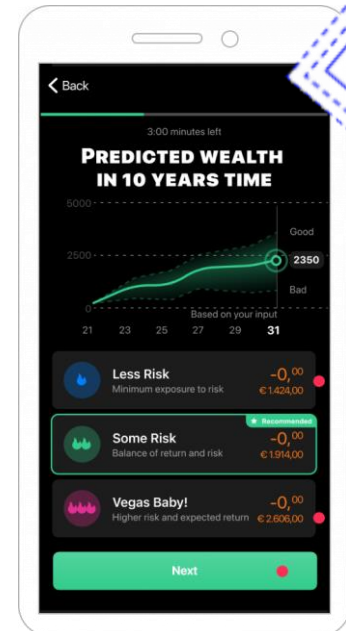 Back
3:00 minutes left
PREDICTED WEALTH
IN 10 YEARS TIME
5000
Good
2500
2350
Bad
Based on your input
0
21 23 25 27 29 31
Recommended
Less Risk -0,00
Minimum exposure to risk €1.424,00
Some Risk -0,00
Balance of return and risk €1.914,00
Vegas Baby! -0,00
Higher risk and expected return €2.606,00
Next